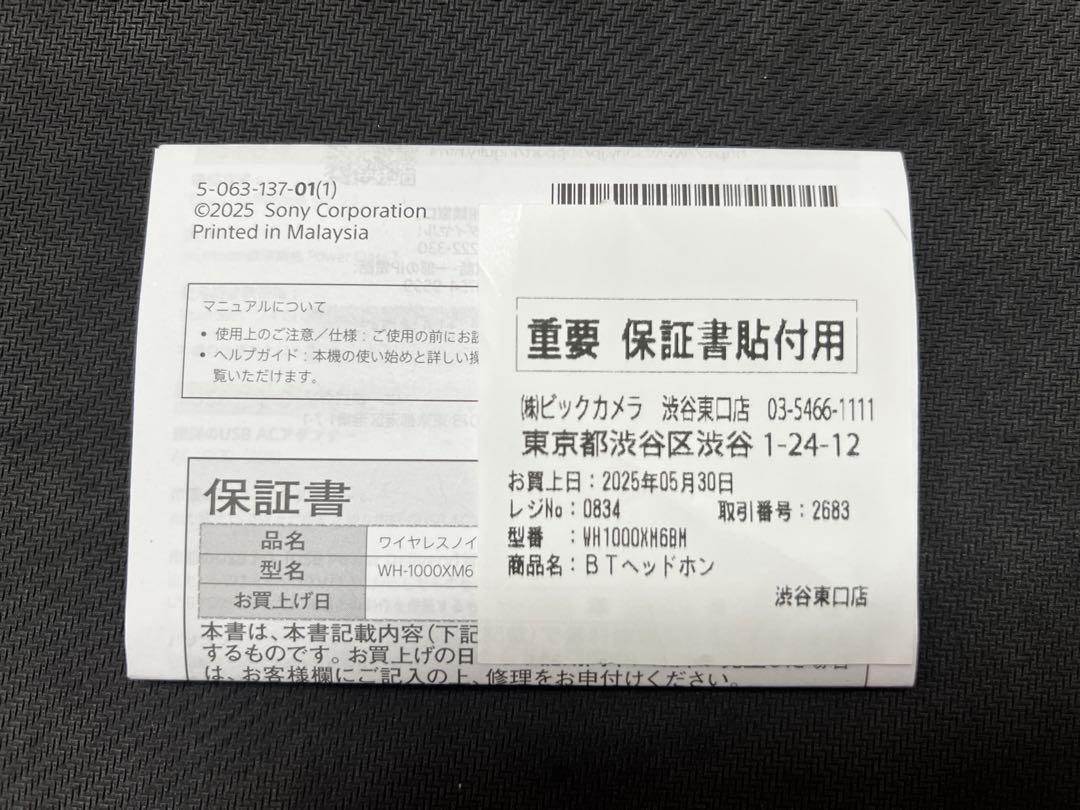 5-063-137-01(1)
©2025 Sony Corporation
Printed in Malaysia
マニュアルについて
• 使用上のご注意／仕様：ご使用の前にお読
• ヘルプガイド：本機の使い始めと詳しい操
覧いただけます。
保証書
品名 ワイヤレスノイ
型名 WH-1000XM6
お買上げ日
本書は、本書記載内容（下記
するものです。お買上げの日
は、お客様欄にご記入の上、修理をお申付けください。
重要 保証書貼付用
㈱ビックカメラ 渋谷東口店 03-5466-1111
東京都渋谷区渋谷 1-24-12
お買上日：2025年05月30日
レジNo：0834 取引番号：2683
型番 ：WH1000XM6BM
商品名：BTヘッドホン
渋谷東口店